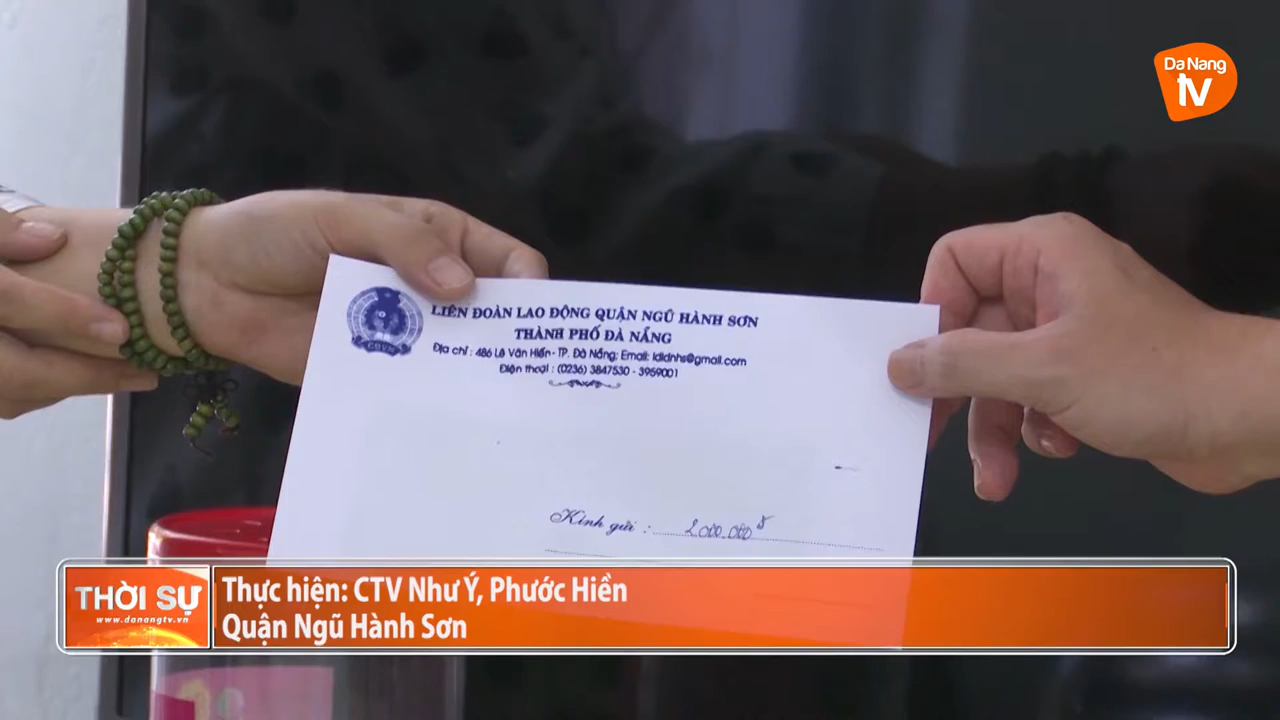 Da Nang
tv
LIÊN ĐOÀN LAO ĐỘNG QUẬN NGŨ HÀNH SƠN
THÀNH PHỐ ĐÀ NẴNG
Địa chỉ : 486 Lê Văn Hiến - TP. Đà Nẵng; Email: ldldnhs@gmail.com
Điện thoại : (0236) 3847530 - 3959001
Kính gửi : 2.000.000đ
THỜI SỰ
www.danangtv.vn
Thực hiện: CTV Như Ý, Phước Hiền
Quận Ngũ Hành Sơn